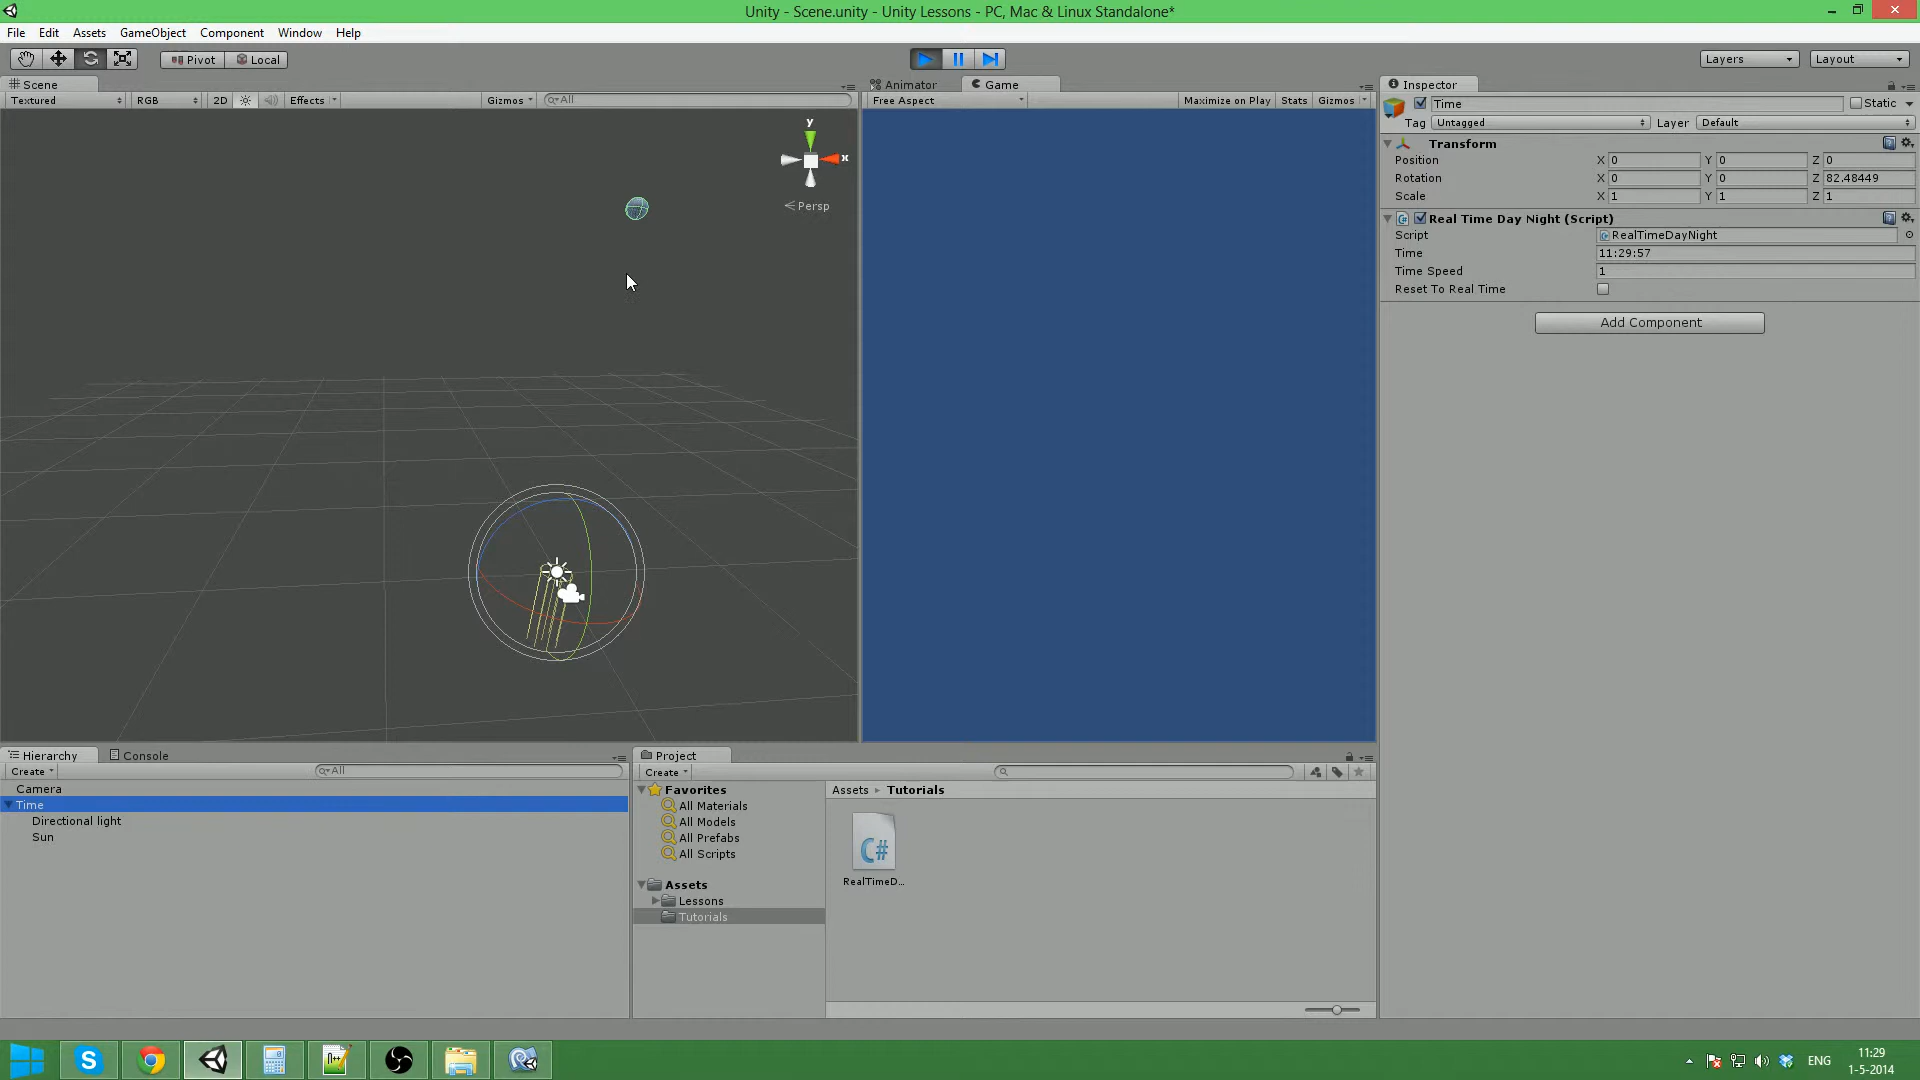 Unity - Scene.unity - Unity Lessons - PC, Mac & Linux Standalone*
File Edit Assets GameObject Component Window Help
Pivot Local Layers Layout
Scene Animator Game Inspector
Textured RGB 2D Effects Gizmos All Free Aspect Maximize on Play Stats Gizmos
Time Static
Tag Untagged Layer Default
Transform
Position X 0 Y 0 Z 0
Rotation X 0 Y 0 Z 82.48449
Scale X 1 Y 1 Z 1
Real Time Day Night (Script)
Script RealTimeDayNight
Time 11:29:57
Time Speed 1
Reset To Real Time
Add Component
y
x
Persp
Hierarchy Console
Create All
Camera
Time
Directional light
Sun
Project
Create
Favorites
All Materials
All Models
All Prefabs
All Scripts
Assets
Lessons
Tutorials
Assets Tutorials
C#
RealTimeD...
ENG
11:29
1-5-2014